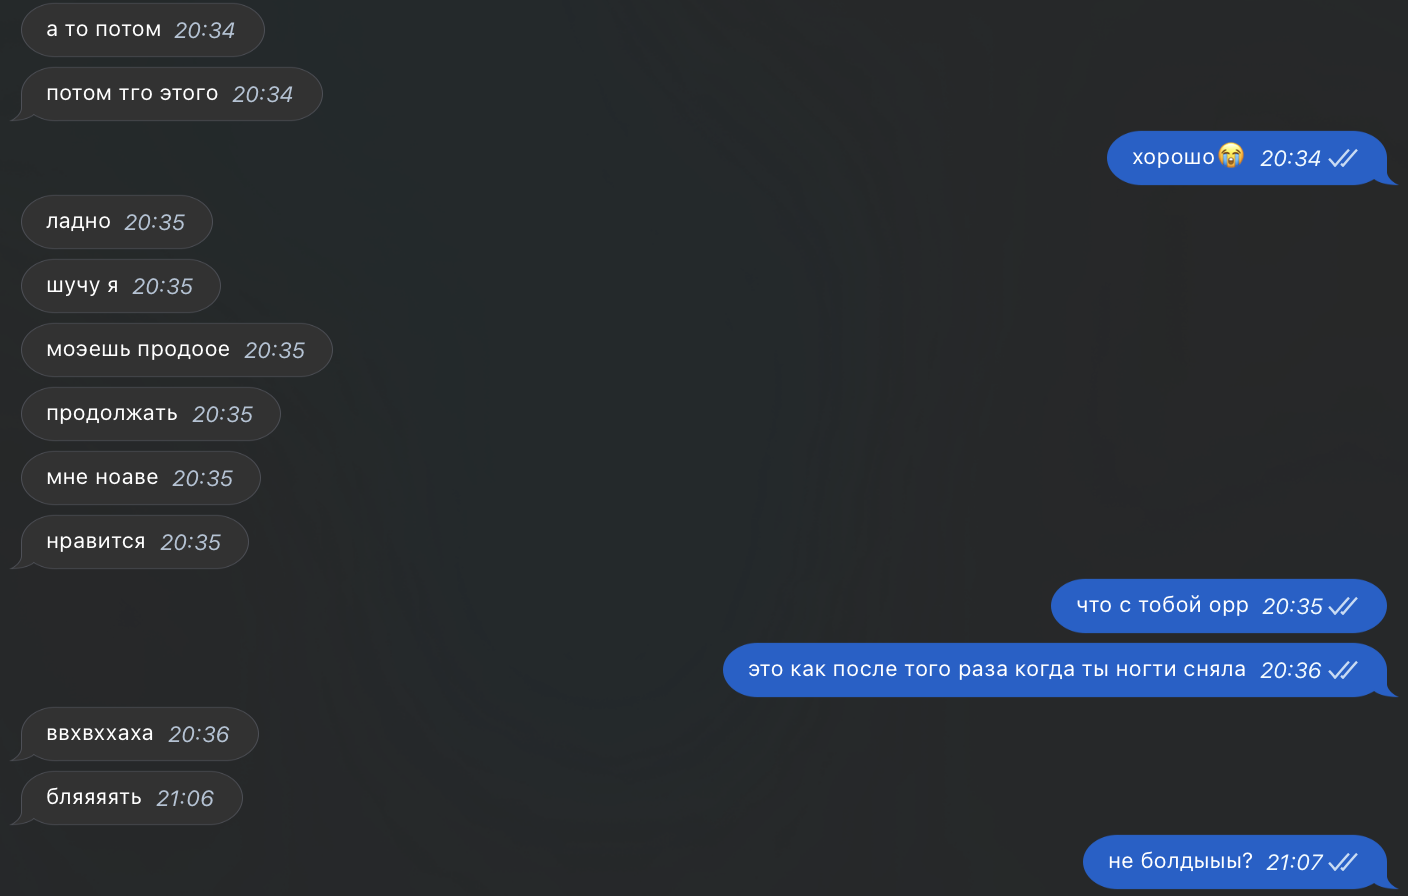 а то потом 20:34
потом тго этого 20:34
хорошо😭 20:34
ладно 20:35
шучу я 20:35
моэешь продоое 20:35
продолжать 20:35
мне ноаве 20:35
нравится 20:35
что с тобой орр 20:35
это как после того раза когда ты ногти сняла 20:36
ввхвххаха 20:36
бляяяять 21:06
не болдыыы? 21:07